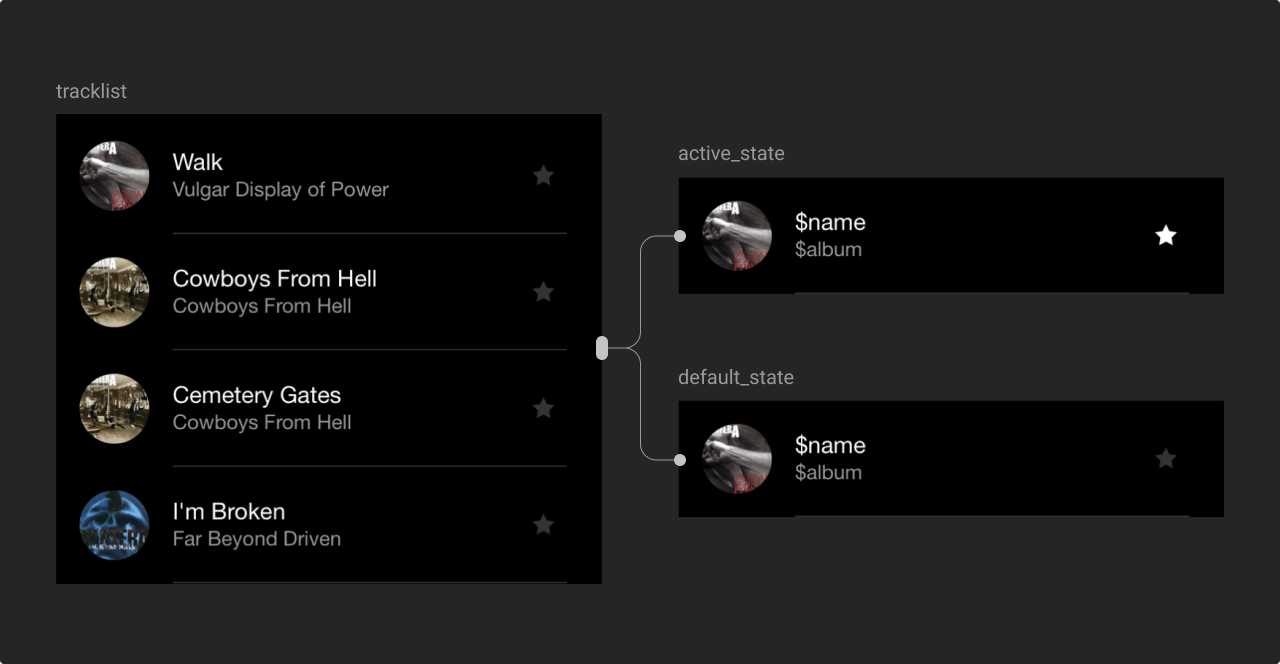 tracklist
Walk
Vulgar Display of Power
Cowboys From Hell
Cowboys From Hell
Cemetery Gates
Cowboys From Hell
I'm Broken
Far Beyond Driven
active_state
$name
$album
default_state
$name
$album